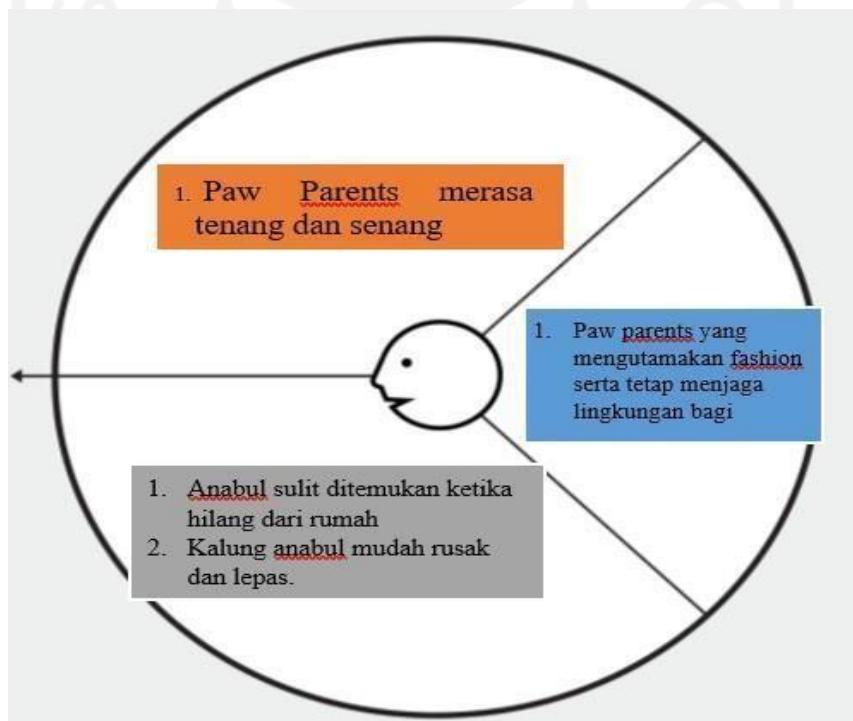 1. Paw Parents merasa
tenang dan senang
1. Paw parents yang
mengutamakan fashion
serta tetap menjaga
lingkungan bagi
1. Anabul sulit ditemukan ketika
hilang dari rumah
2. Kalung anabul mudah rusak
dan lepas.